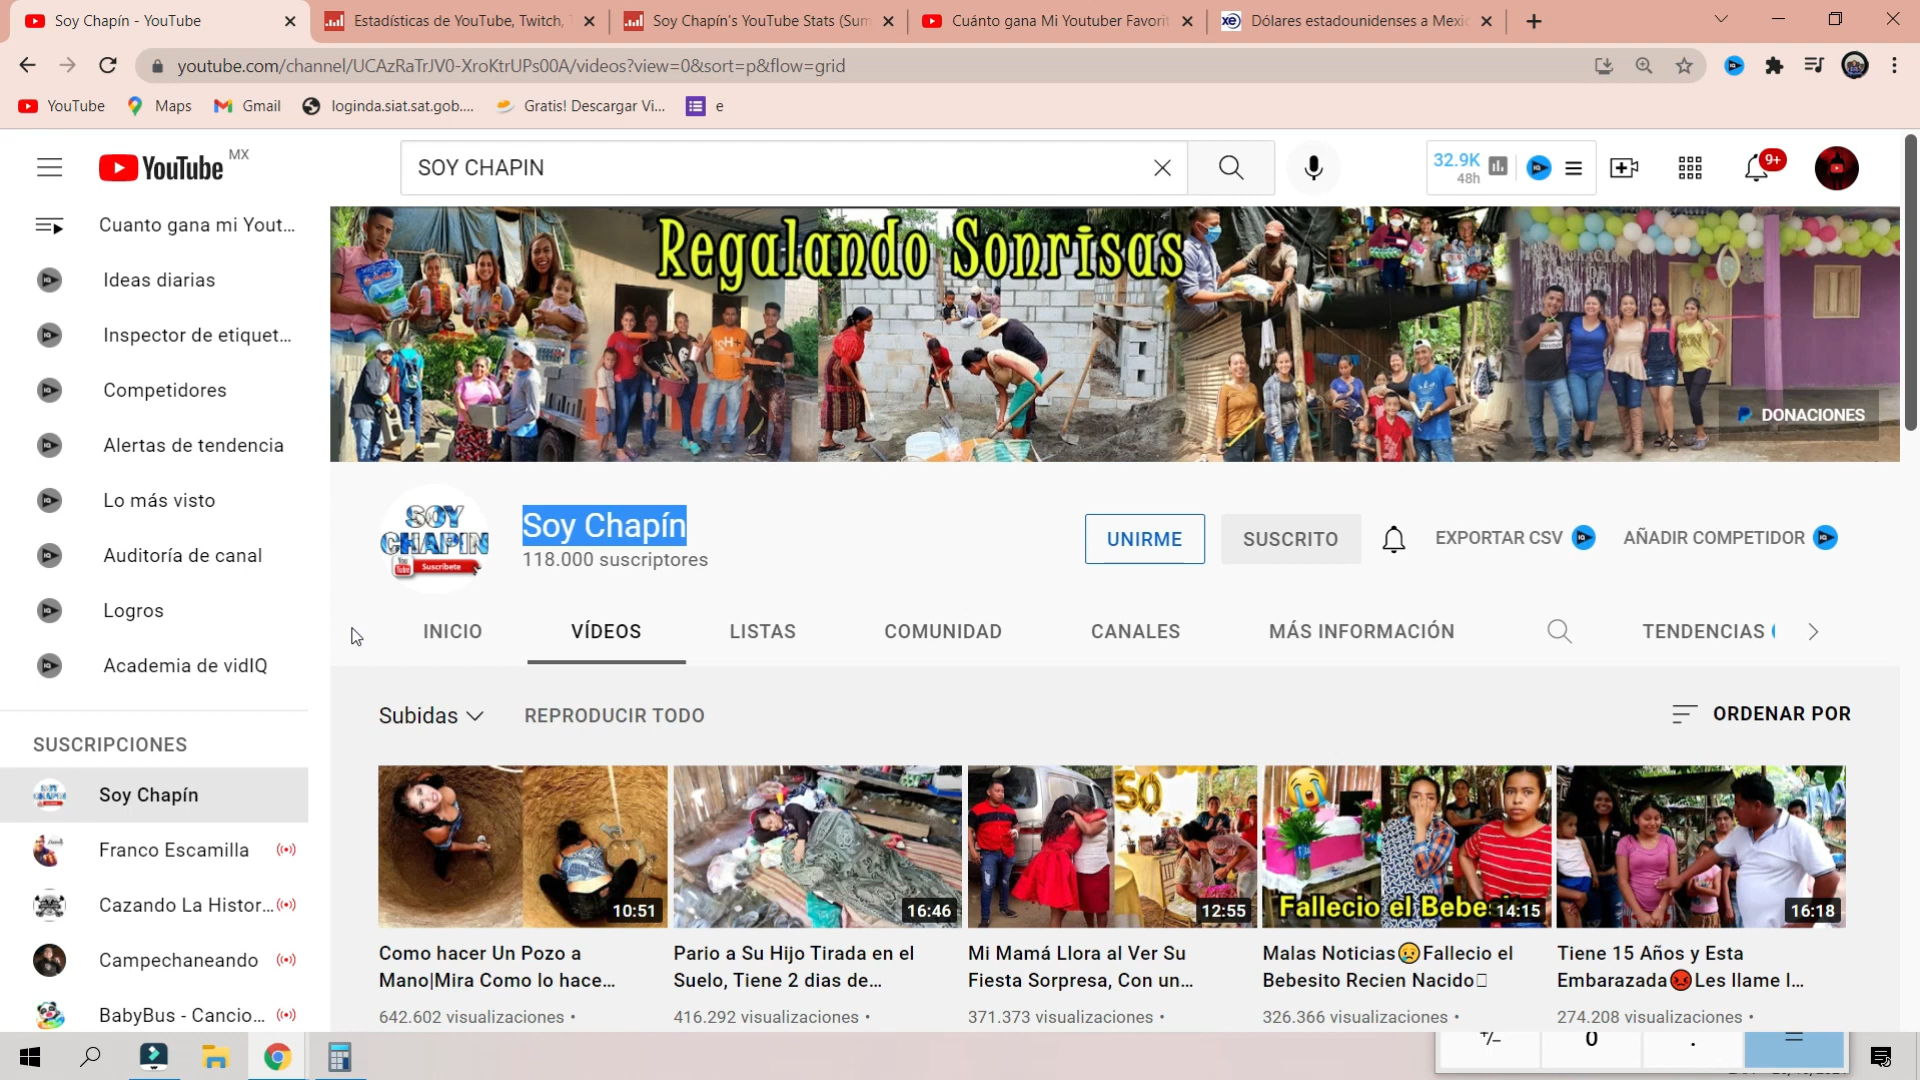 Soy Chapín - YouTube
Estadísticas de YouTube, Twitch,
Soy Chapín's YouTube Stats (Sum
Cuánto gana Mi Youtuber Favorit
Dólares estadounidenses a Mexic
youtube.com/channel/UCAzRaTrJV0-XroKtrUPs00A/videos?view=0&sort=p&flow=grid
YouTube
Maps
Gmail
loginda.siat.sat.gob....
Gratis! Descargar Vi...
e
YouTube MX
SOY CHAPIN
32.9K
48h
9+
Cuanto gana mi Yout...
Ideas diarias
Inspector de etiquet...
Competidores
Alertas de tendencia
Lo más visto
Auditoría de canal
Logros
Academia de vidIQ
SUSCRIPCIONES
Soy Chapín
Franco Escamilla
Cazando La Histor...
Campechaneando
BabyBus - Cancio...
Regalando Sonrisas
DONACIONES
SOY
CHAPIN
You Tube Suscríbete
Soy Chapín
118.000 suscriptores
UNIRME
SUSCRITO
EXPORTAR CSV
AÑADIR COMPETIDOR
INICIO
VÍDEOS
LISTAS
COMUNIDAD
CANALES
MÁS INFORMACIÓN
TENDENCIAS
Subidas
REPRODUCIR TODO
ORDENAR POR
10:51
Como hacer Un Pozo a
Mano|Mira Como lo hace...
642.602 visualizaciones •
16:46
Pario a Su Hijo Tirada en el
Suelo, Tiene 2 dias de...
416.292 visualizaciones •
50
12:55
Mi Mamá Llora al Ver Su
Fiesta Sorpresa, Con un...
371.373 visualizaciones •
Fallecio el Bebe
14:15
Malas Noticias😥Fallecio el
Bebesito Recien Nacido
326.366 visualizaciones •
16:18
Tiene 15 Años y Esta
Embarazada😡Les llame l...
274.208 visualizaciones •
+/-
0
.
=